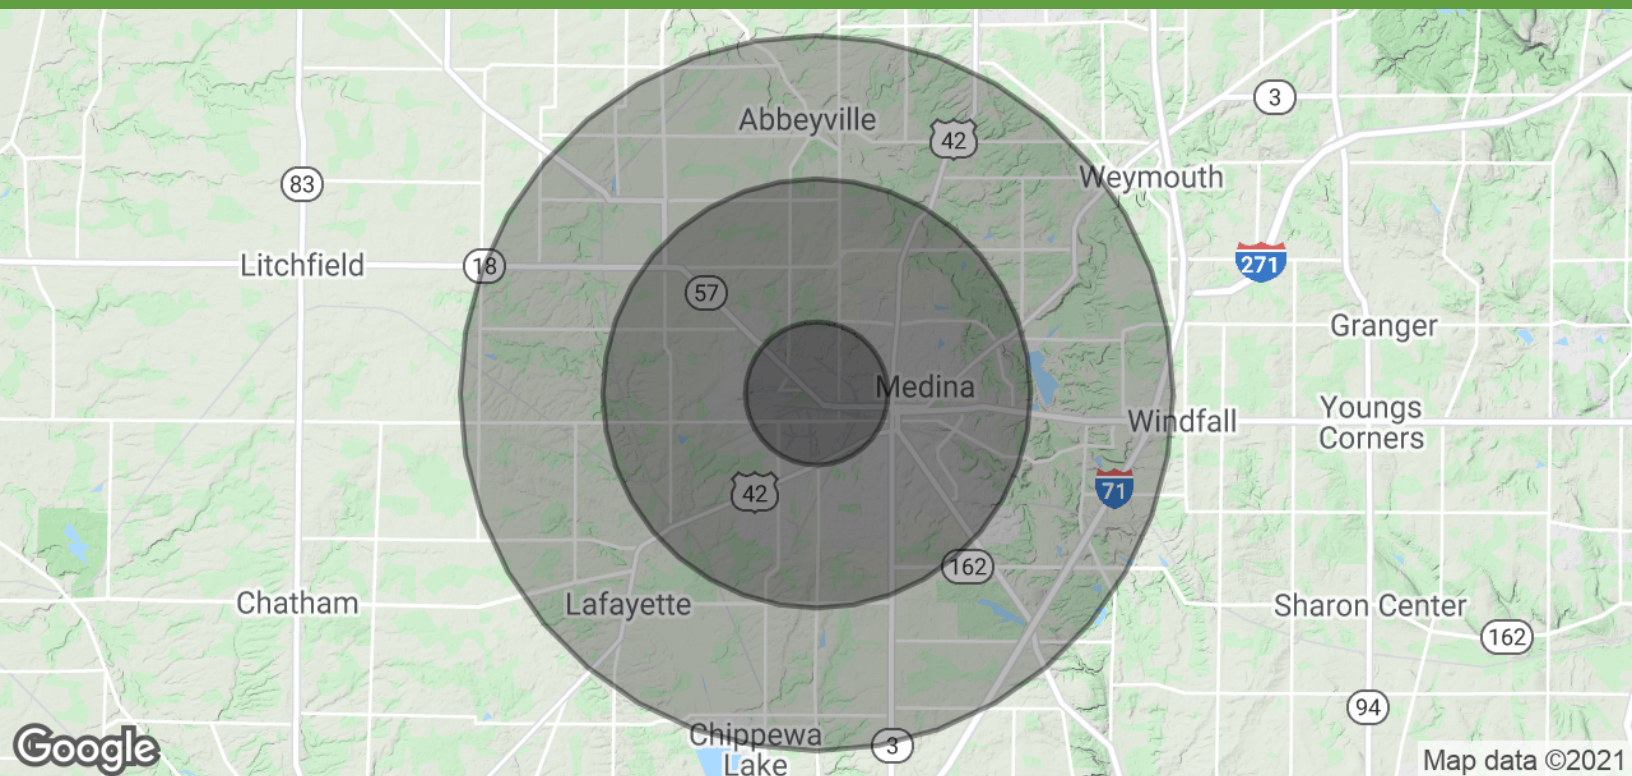 3
Abbeyville
42
Weymouth
83
Litchfield
18
271
57
Granger
Medina
Windfall
Youngs
Corners
42
71
162
Chatham
Lafayette
Sharon Center
162
94
Chippewa
Lake
3
Google
Map data ©2021